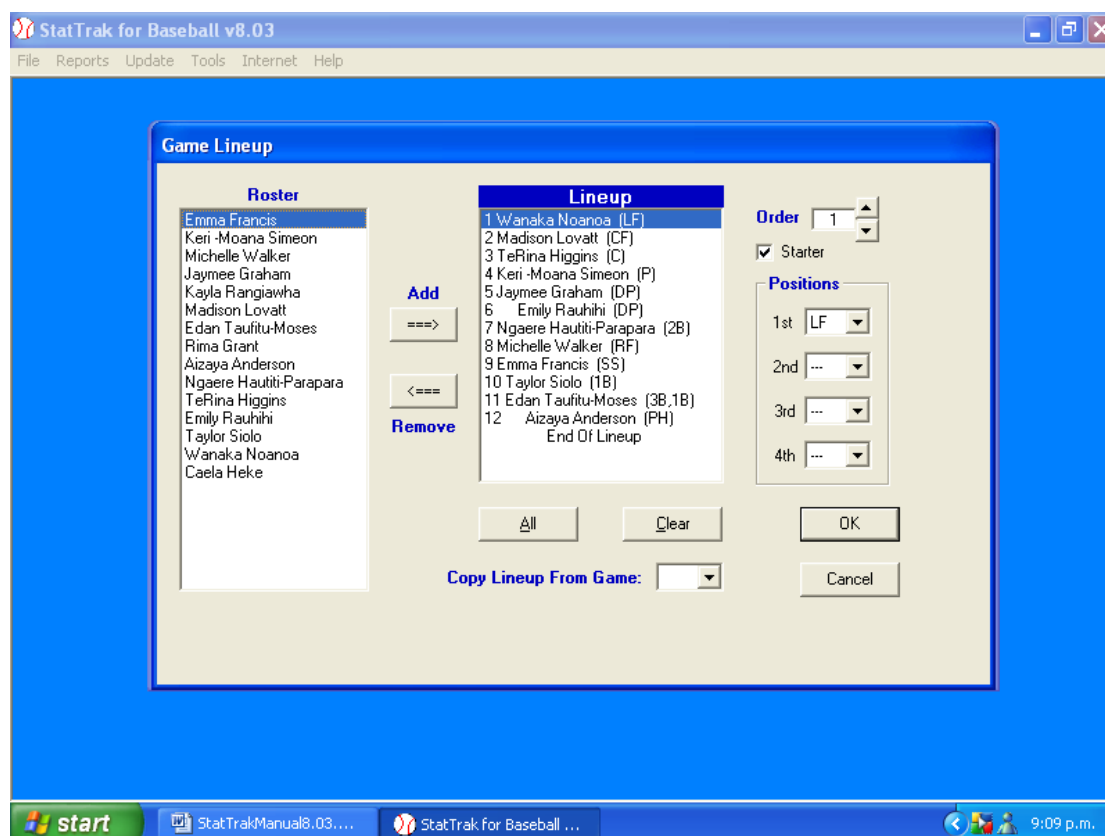 StatTrak for Baseball v8.03
File Reports Update Tools Internet Help
Game Lineup
Roster
Emma Francis
Keri -Moana Simeon
Michelle Walker
Jaymee Graham
Kayla Rangiawha
Madison Lovatt
Edan Taufitu-Moses
Rima Grant
Aizaya Anderson
Ngaere Hautiti-Parapara
TeRina Higgins
Emily Rauhihi
Taylor Siolo
Wanaka Noanoa
Caela Heke
Add
===>
<===
Remove
Lineup
1 Wanaka Noanoa (LF)
2 Madison Lovatt (CF)
3 TeRina Higgins (C)
4 Keri -Moana Simeon (P)
5 Jaymee Graham (DP)
6 Emily Rauhihi (DP)
7 Ngaere Hautiti-Parapara (2B)
8 Michelle Walker (RF)
9 Emma Francis (SS)
10 Taylor Siolo (1B)
11 Edan Taufitu-Moses (3B,1B)
12 Aizaya Anderson (PH)
End Of Lineup
Order 1
Starter
Positions
1st LF
2nd ---
3rd ---
4th ---
All Clear OK
Copy Lineup From Game:
Cancel
start StatTrakManual8.03.... StatTrak for Baseball ... 9:09 p.m.